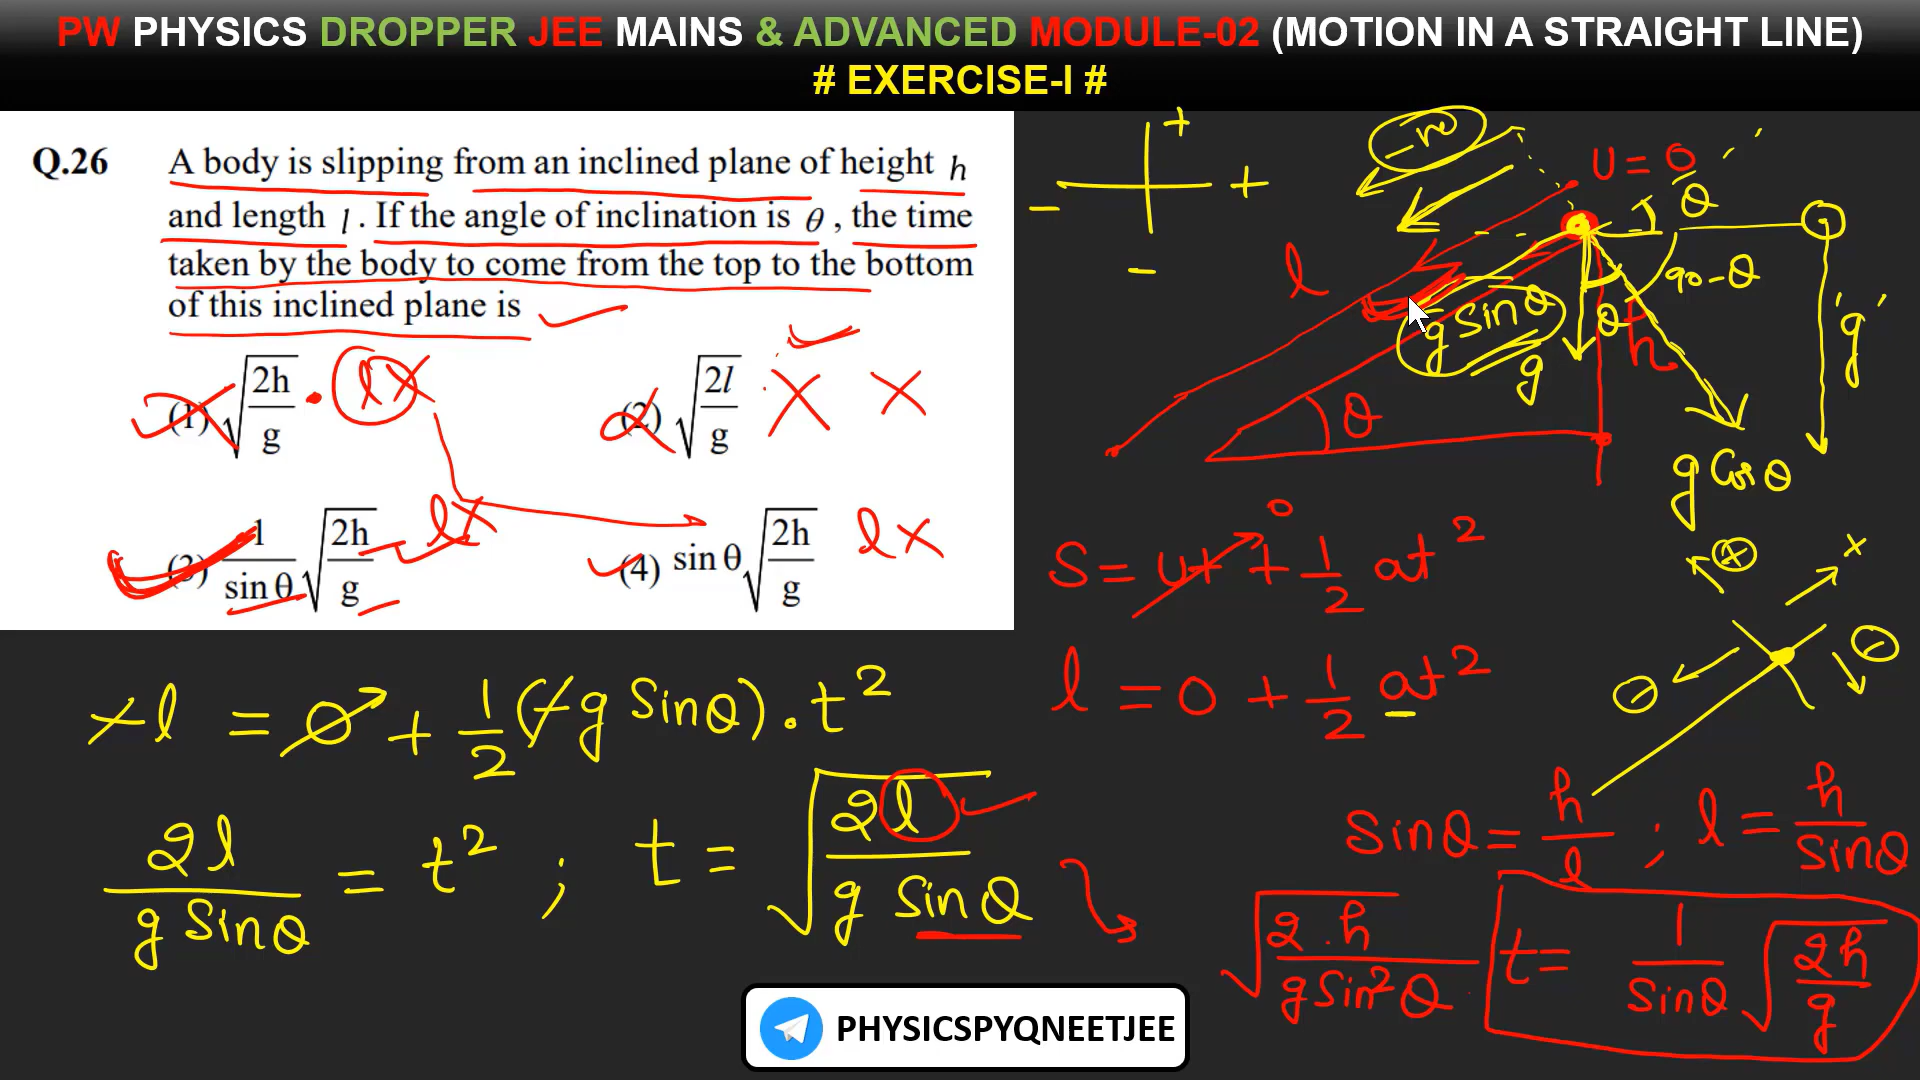 PW PHYSICS DROPPER JEE MAINS & ADVANCED MODULE-02 (MOTION IN A STRAIGHT LINE)
# EXERCISE-I #
Q.26 A body is slipping from an inclined plane of height h
and length l. If the angle of inclination is θ, the time
taken by the body to come from the top to the bottom
of this inclined plane is
(1) √(2h/g) · l ×
(2) √(2l/g) × ×
(3) 1/sin θ √(2h/g) l ×
(4) sin θ √(2h/g) l ×
+ + − −
−ve
u = 0
θ
90-θ
l
g sinθ
g
θ
h
'g'
θ
g cosθ
S = ut + 1/2 at²
0
l = 0 + 1/2 at²
+ + − −
-l = 0 + 1/2 (-g sinθ) . t²
2l / g sinθ = t² ; t = √(2l / g sinθ)
sinθ = h/l ; l = h/sinθ
√(2.h / g sin²θ)
t = 1/sinθ √(2h/g)
PHYSICSPYQNEETJEE